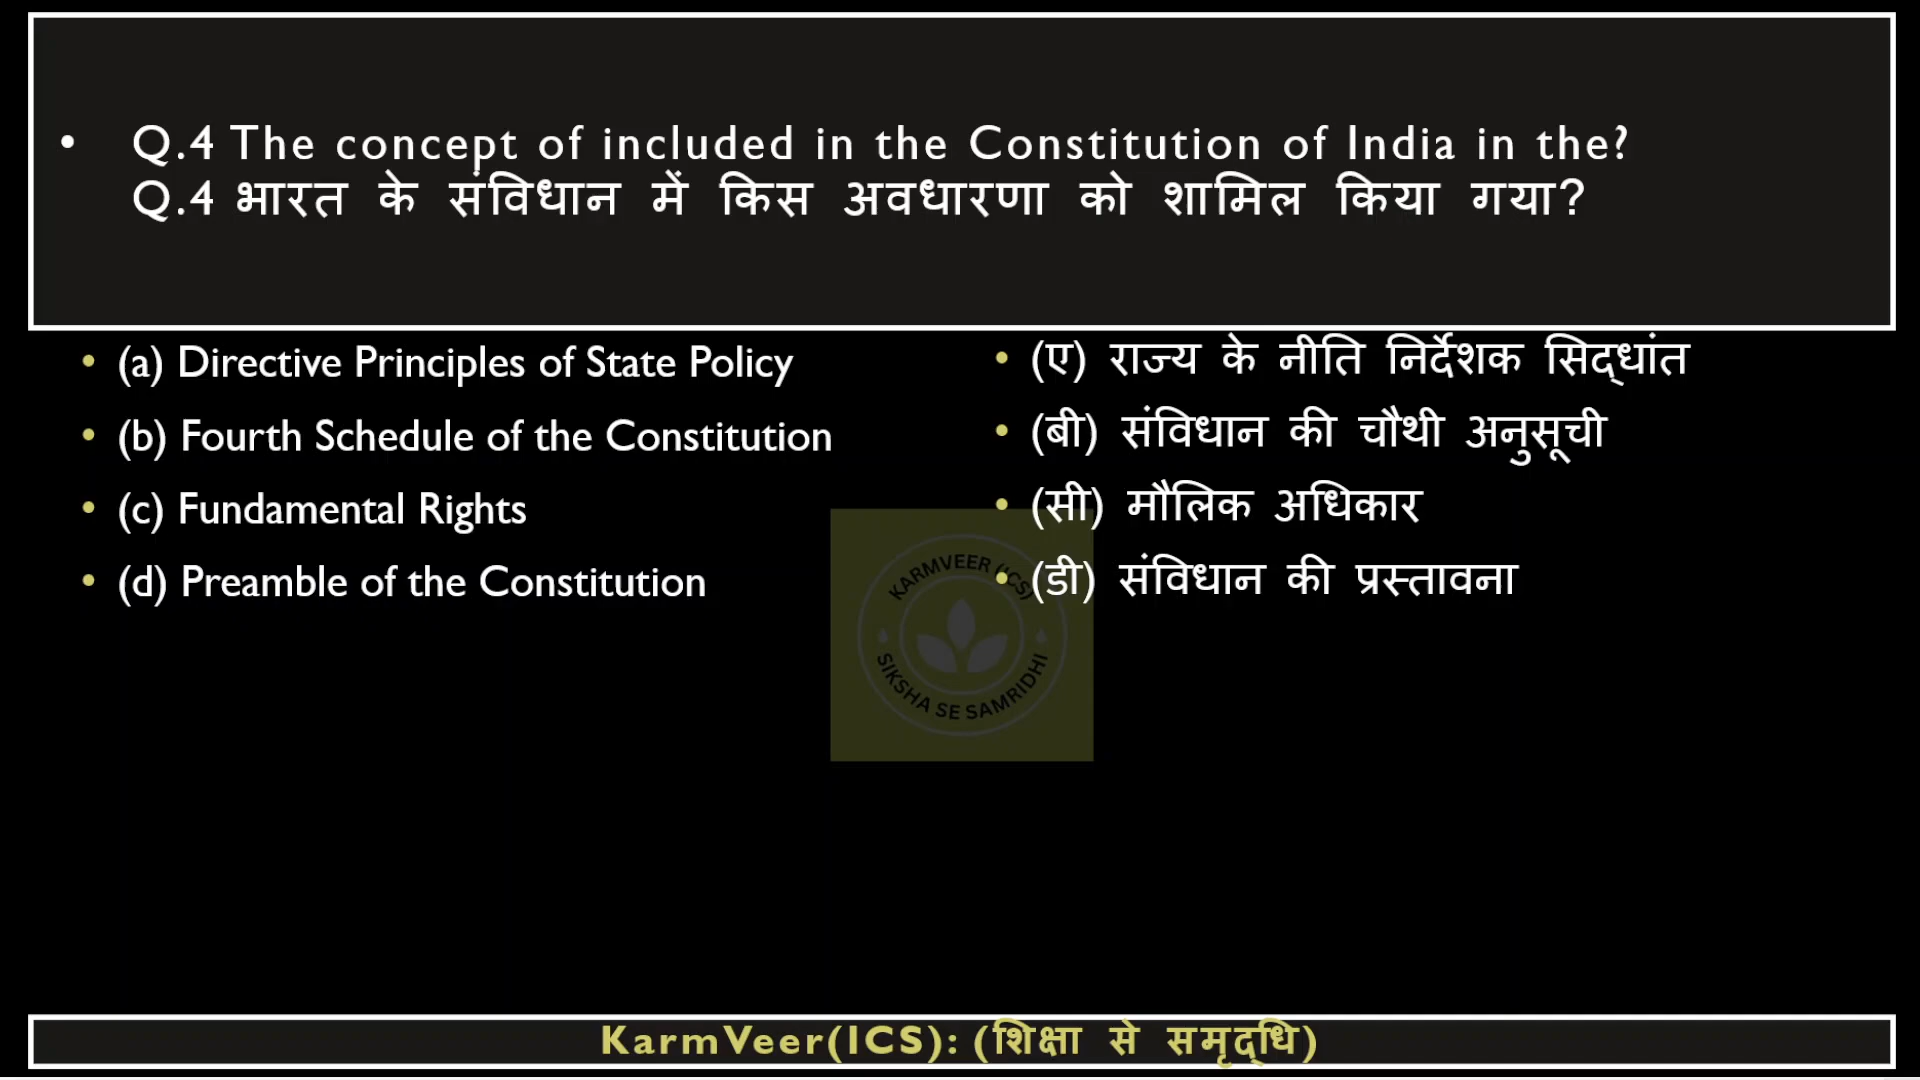 • Q.4 The concept of included in the Constitution of India in the?
Q.4 भारत के संविधान में किस अवधारणा को शामिल किया गया?
• (a) Directive Principles of State Policy
• (b) Fourth Schedule of the Constitution
• (c) Fundamental Rights
• (d) Preamble of the Constitution
• (ए) राज्य के नीति निर्देशक सिद्धांत
• (बी) संविधान की चौथी अनुसूची
• (सी) मौलिक अधिकार
• (डी) संविधान की प्रस्तावना
KARMVEER (ICS)
SIKSHA SE SAMRIDHI
KarmVeer(ICS): (शिक्षा से समृद्धि)